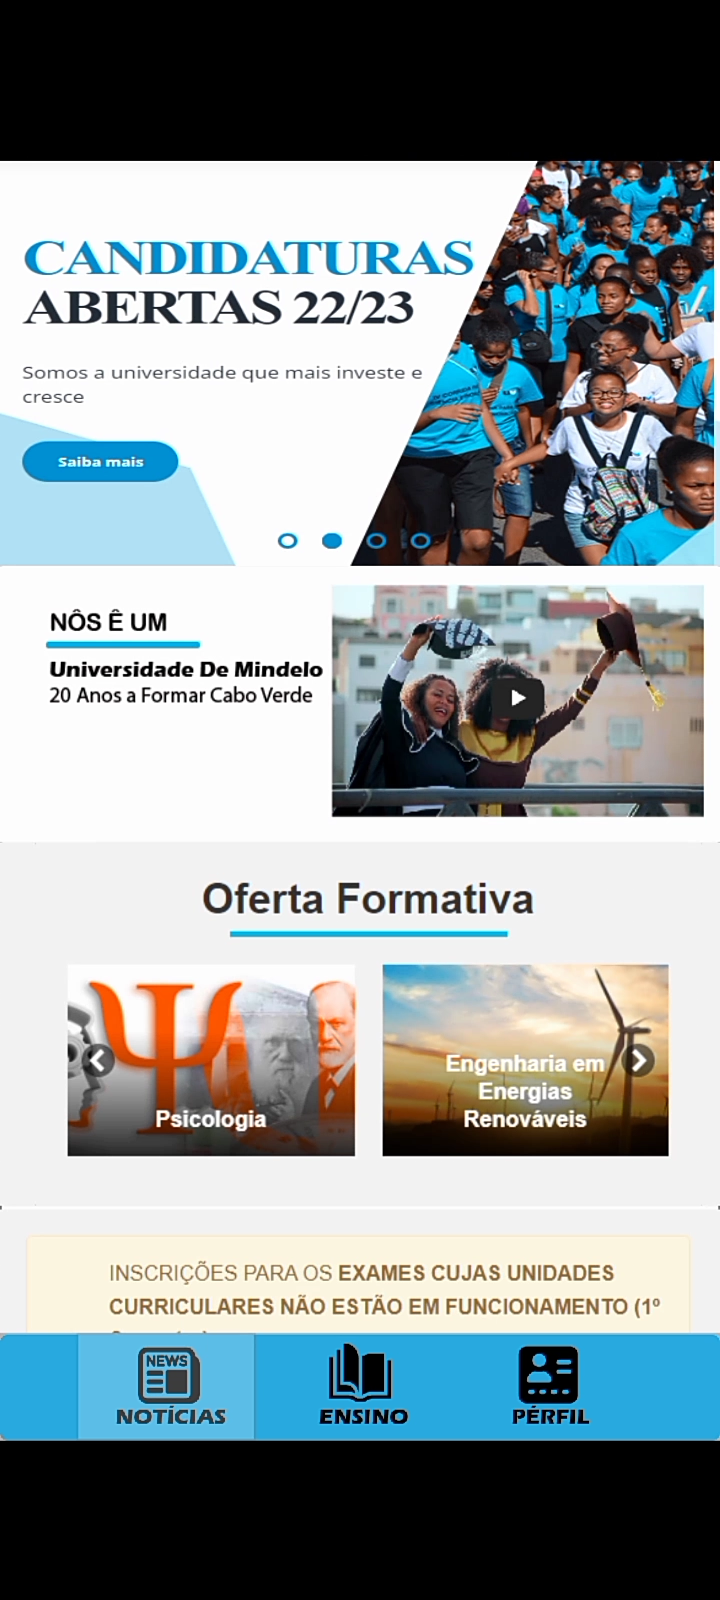 CANDIDATURAS
ABERTAS 22/23
Somos a universidade que mais investe e
cresce
Saiba mais
NÔS Ê UM
Universidade De Mindelo
20 Anos a Formar Cabo Verde
Oferta Formativa
Psicologia
Engenharia em
Energias
Renováveis
INSCRIÇÕES PARA OS EXAMES CUJAS UNIDADES
CURRICULARES NÃO ESTÃO EM FUNCIONAMENTO (1º
NEWS
NOTÍCIAS
ENSINO
PÉRFIL